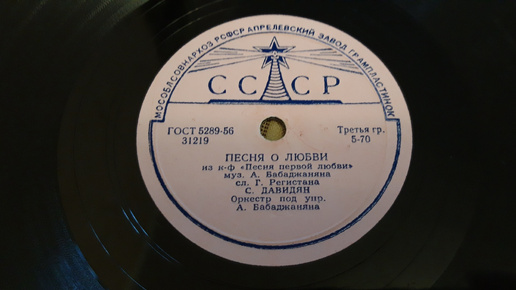 МОСОБЛСОВНАРХОЗ РСФСР АПРЕЛЕВСКИЙ ЗАВОД ГРАМПЛАСТИНОК
СССР
ГОСТ 5289-56 Третья гр.
31219 5-70
ПЕСНЯ О ЛЮБВИ
из к-ф «Песня первой любви»
муз. А. Бабаджаняна
сл. Г. Регистана
С. ДАВИДЯН
Оркестр под упр.
А. Бабаджаняна